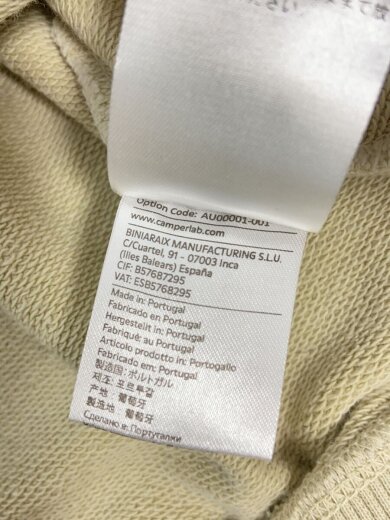 Option Code: AU00001-001
www.camperlab.com
BINIARAIX MANUFACTURING S.L.U.
C/Cuartel, 91 - 07003 Inca
(Illes Balears) España
CIF: B57687295
VAT: ESB5768295
Made in: Portugal
Fabricado en: Portugal
Hergestellt in: Portugal
Fabriqué: au Portugal
Articolo prodotto in: Portogallo
Fabricado em: Portugal
製造国: ポルトガル
제조: 포르투갈
产地: 葡萄牙
製造地: 葡萄牙
Сделано в: Португалии